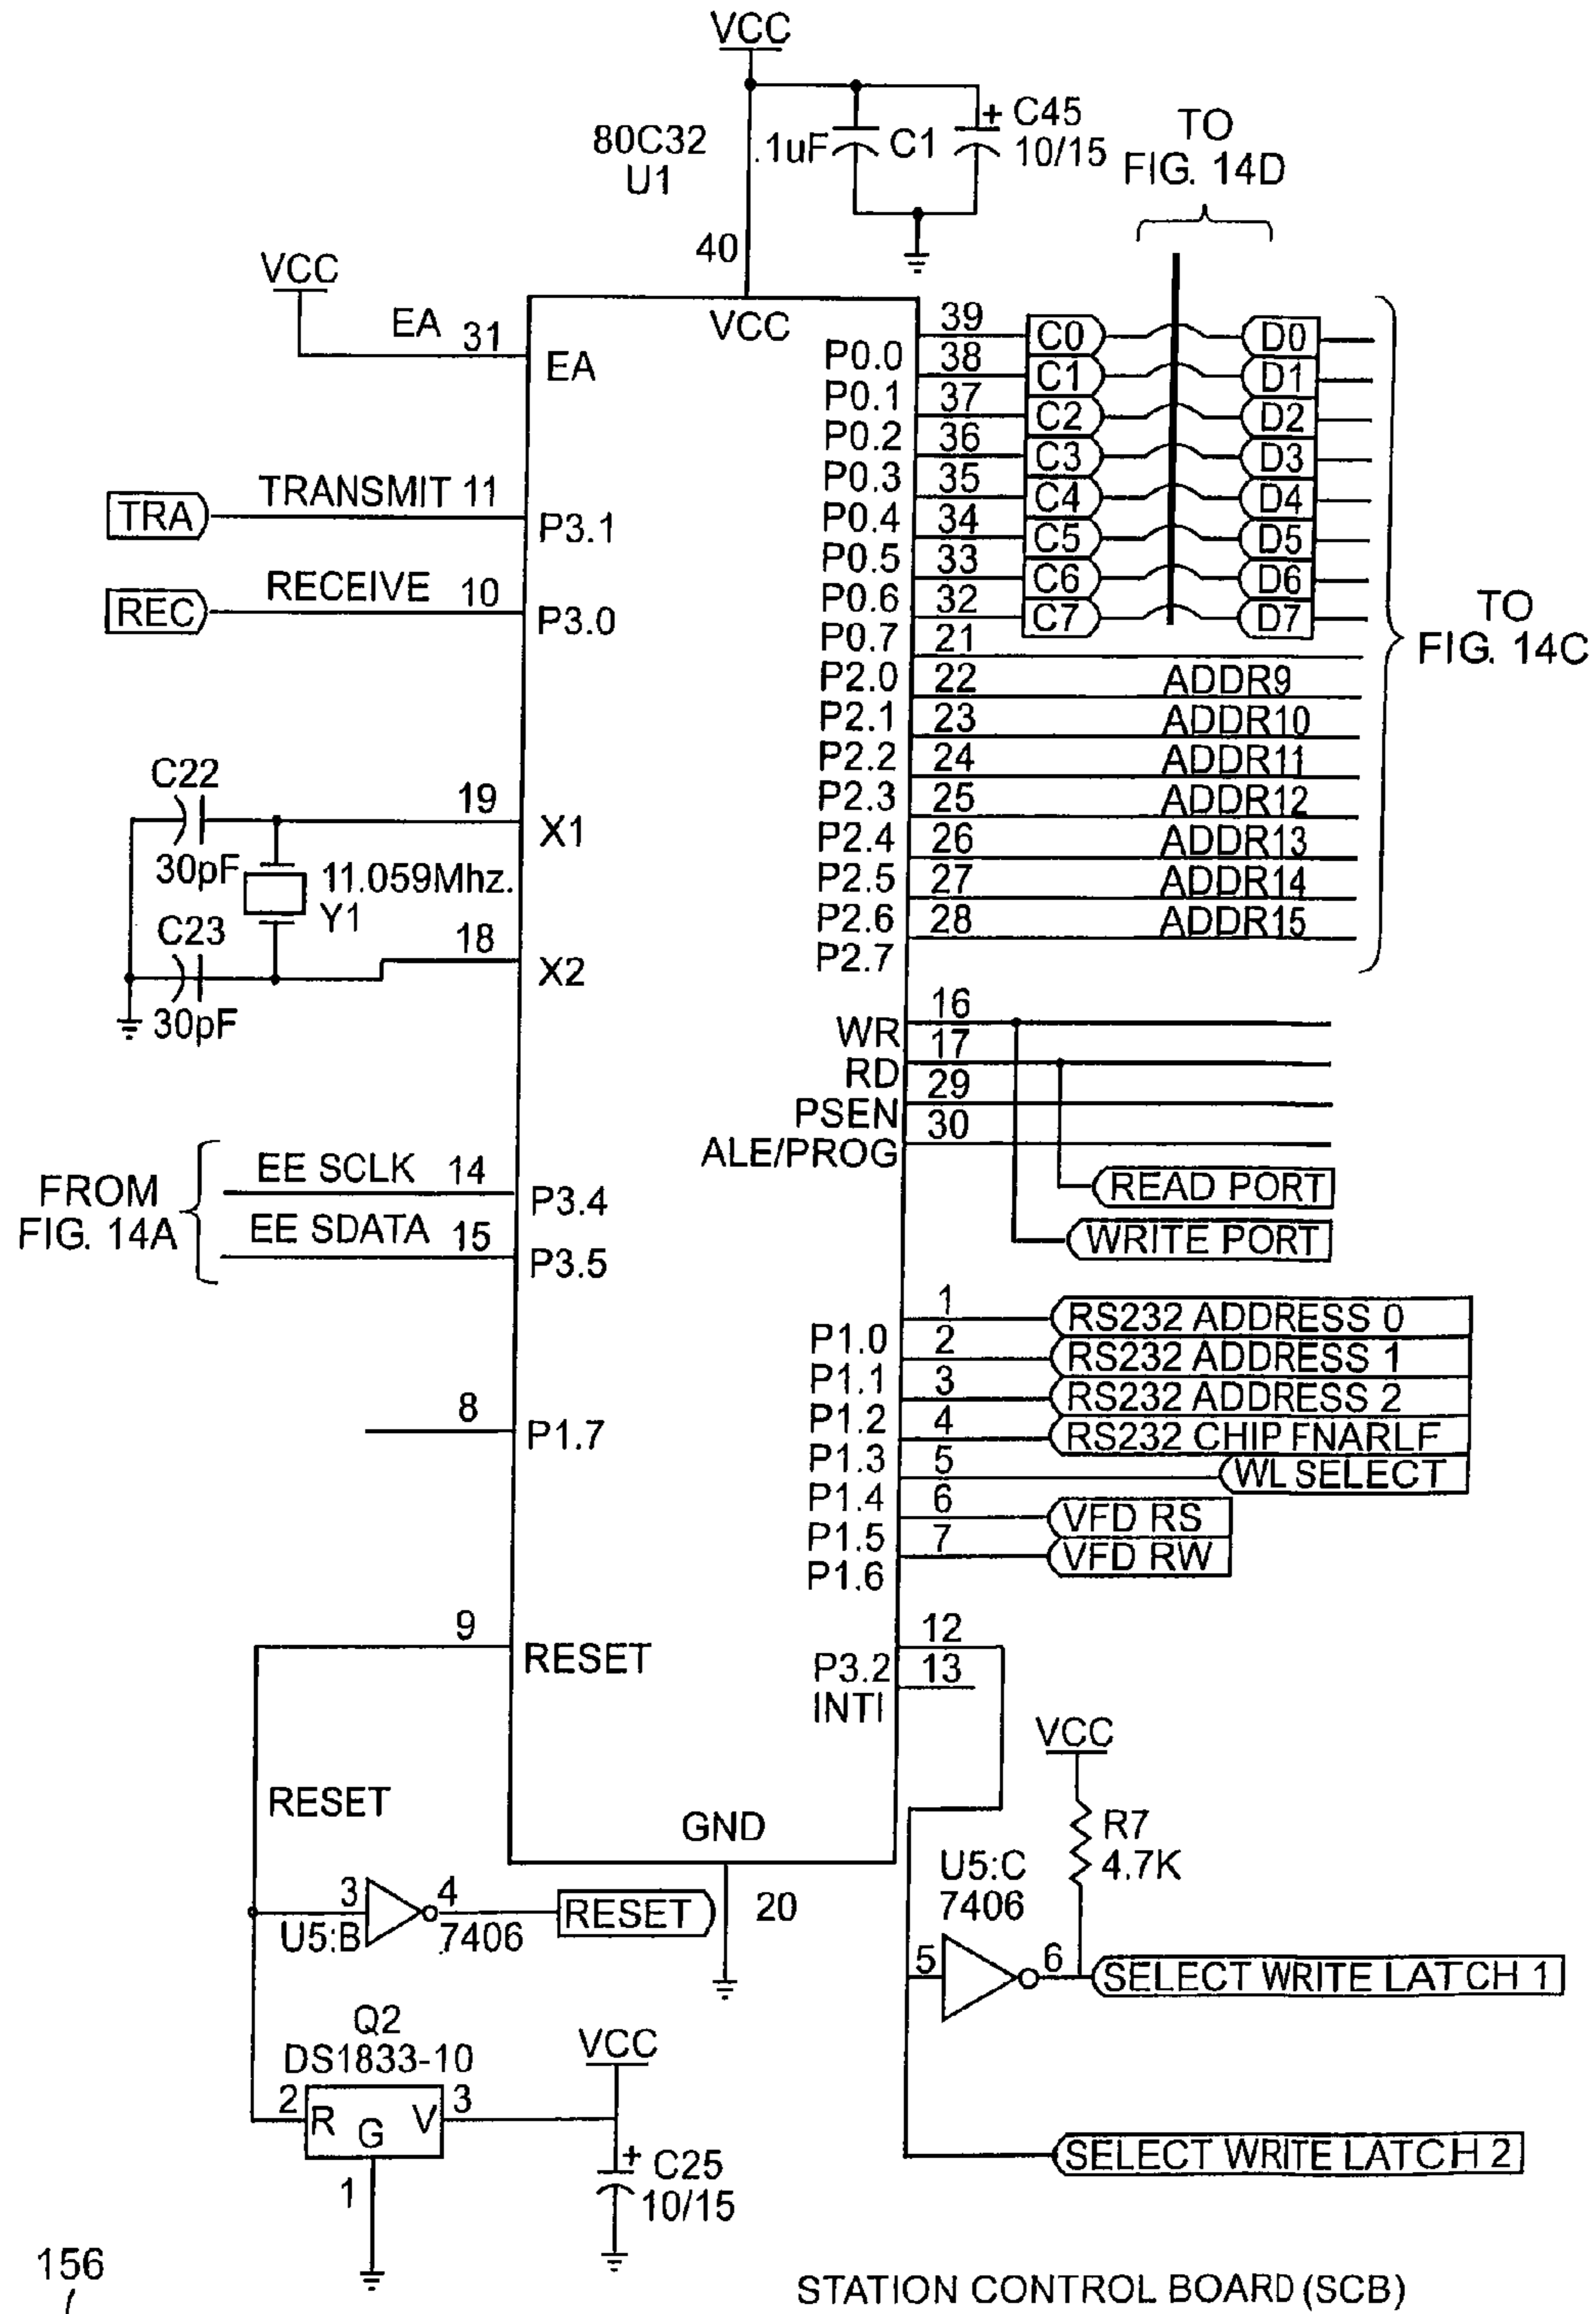 VCC
80C32
U1
.1uF
C1
+ C45
10/15
TO
FIG. 14D
40
VCC
EA 31
EA
VCC
39
P0.0
C0
D0
38
P0.1
C1
D1
37
P0.2
C2
D2
36
P0.3
C3
D3
35
P0.4
C4
D4
34
P0.5
C5
D5
33
P0.6
C6
D6
32
P0.7
C7
D7
TO
FIG. 14C
TRA
TRANSMIT 11
P3.1
REC
RECEIVE 10
P3.0
21
P2.0
22
ADDR9
P2.1
23
ADDR10
P2.2
24
ADDR11
P2.3
25
ADDR12
P2.4
26
ADDR13
P2.5
27
ADDR14
P2.6
28
ADDR15
P2.7
C22
30pF
19
X1
11.059Mhz.
Y1
C23
30pF
18
X2
16
WR
17
RD
29
PSEN
30
ALE/PROG
READ PORT
WRITE PORT
FROM
FIG. 14A
EE SCLK 14
P3.4
EE SDATA 15
P3.5
1
P1.0
RS232 ADDRESS 0
2
P1.1
RS232 ADDRESS 1
3
P1.2
RS232 ADDRESS 2
4
P1.3
RS232 CHIP FNARLF
5
P1.4
WL SELECT
6
P1.5
VFD RS
7
P1.6
VFD RW
8
P1.7
9
RESET
12
P3.2
13
INTI
RESET
GND
20
3
U5:B
4
7406
RESET
VCC
R7
4.7K
U5:C
7406
5
6
SELECT WRITE LATCH 1
SELECT WRITE LATCH 2
Q2
DS1833-10
2
R
G
V
3
1
VCC
+ C25
10/15
156
STATION CONTROL BOARD (SCB)